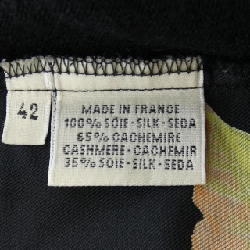 42
MADE IN FRANCE
100% SOIE - SILK - SEDA
65% CACHEMIRE
CASHMERE - CACHEMIR
35% SOIE - SILK - SEDA